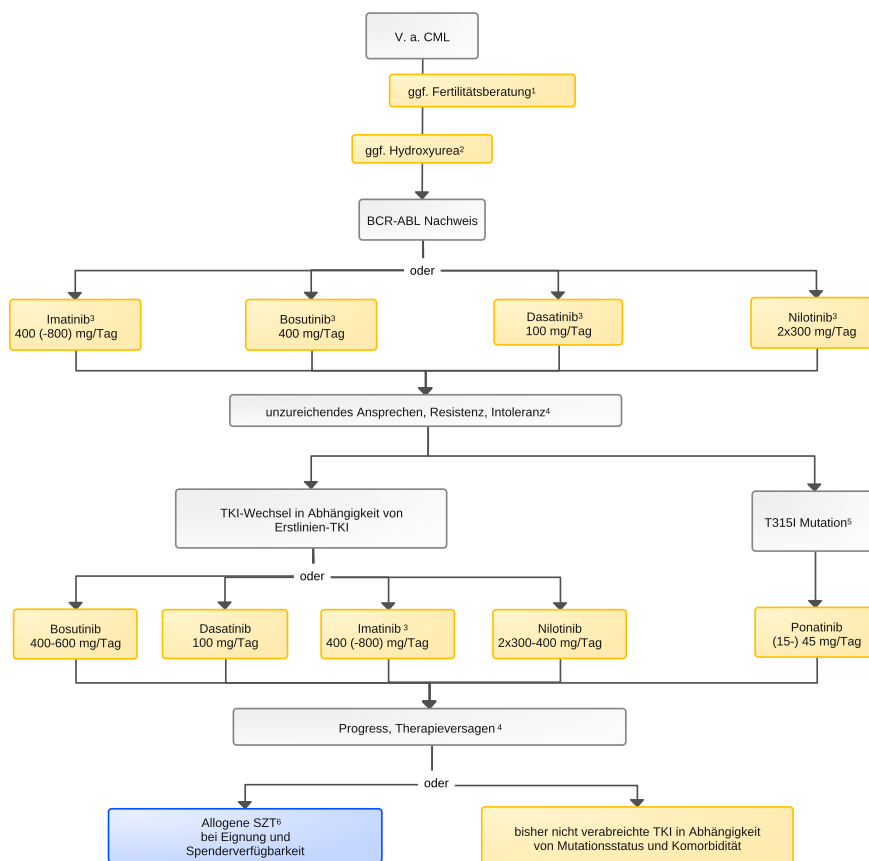 V. a. CML
ggf. Fertilitätsberatung¹
ggf. Hydroxyurea²
BCR-ABL Nachweis
oder
Imatinib³
400 (-800) mg/Tag
Bosutinib³
400 mg/Tag
Dasatinib³
100 mg/Tag
Nilotinib³
2x300 mg/Tag
unzureichendes Ansprechen, Resistenz, Intoleranz⁴
TKI-Wechsel in Abhängigkeit von
Erstlinien-TKI
T315I Mutation⁵
oder
Bosutinib
400-600 mg/Tag
Dasatinib
100 mg/Tag
Imatinib ³
400 (-800) mg/Tag
Nilotinib
2x300-400 mg/Tag
Ponatinib
(15-) 45 mg/Tag
Progress, Therapieversagen ⁴
oder
Allogene SZT⁶
bei Eignung und
Spenderverfügbarkeit
bisher nicht verabreichte TKI in Abhängigkeit
von Mutationsstatus und Komorbidität